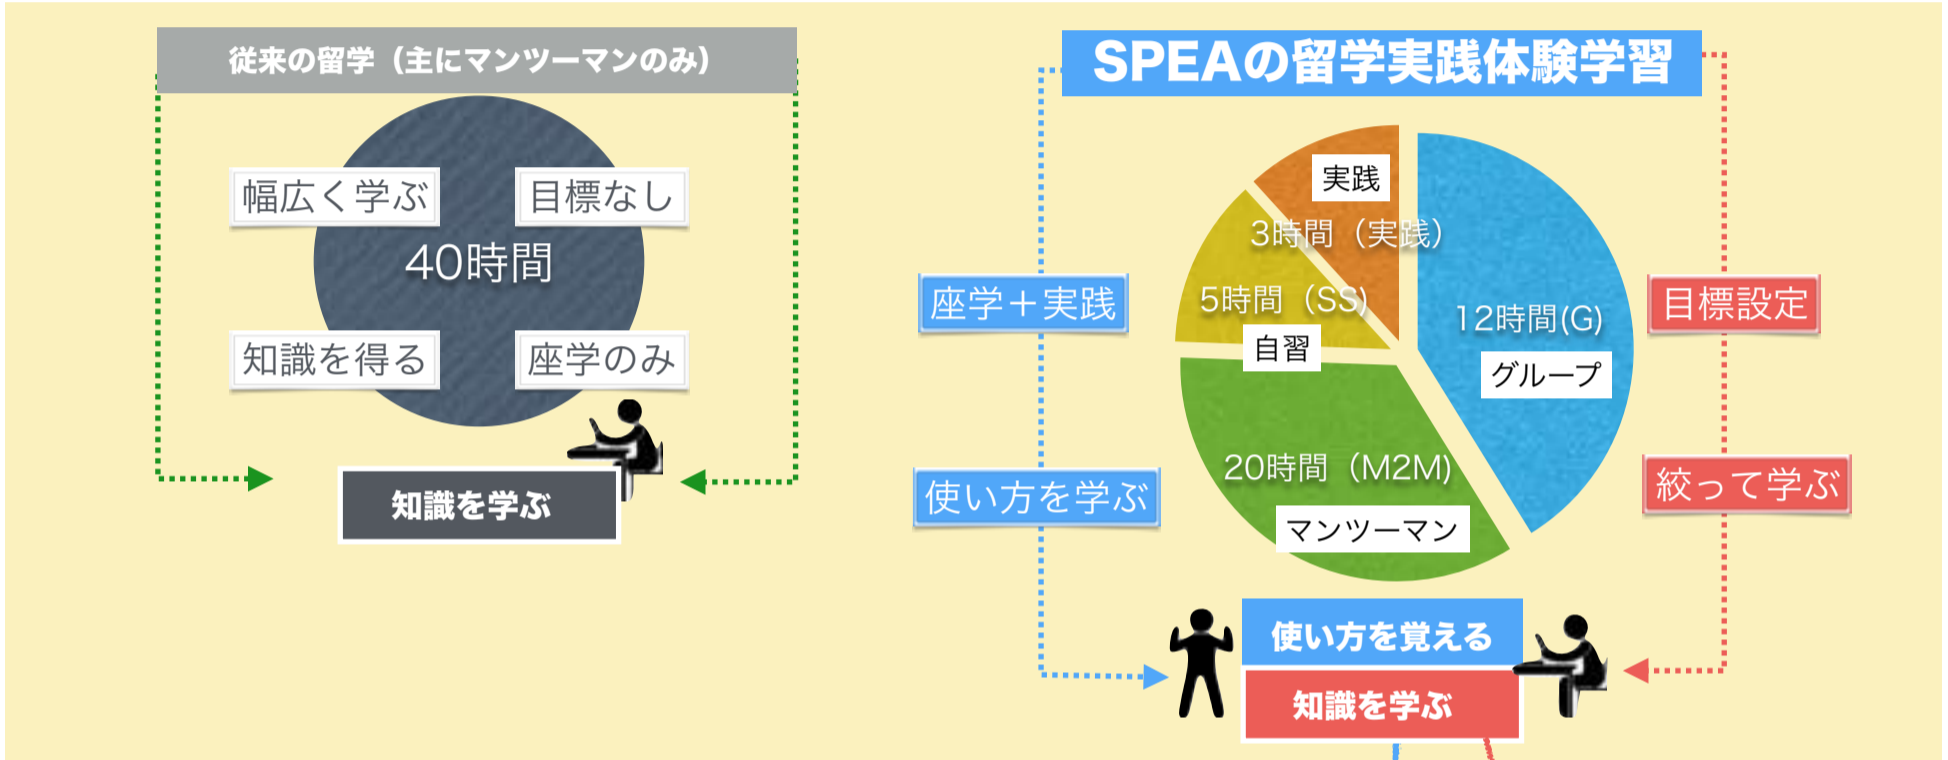 従来の留学（主にマンツーマンのみ）
幅広く学ぶ
目標なし
40時間
知識を得る
座学のみ
知識を学ぶ
SPEAの留学実践体験学習
実践
3時間（実践）
座学＋実践
5時間（SS)
自習
12時間(G)
グループ
目標設定
20時間（M2M)
マンツーマン
使い方を学ぶ
絞って学ぶ
使い方を覚える
知識を学ぶ